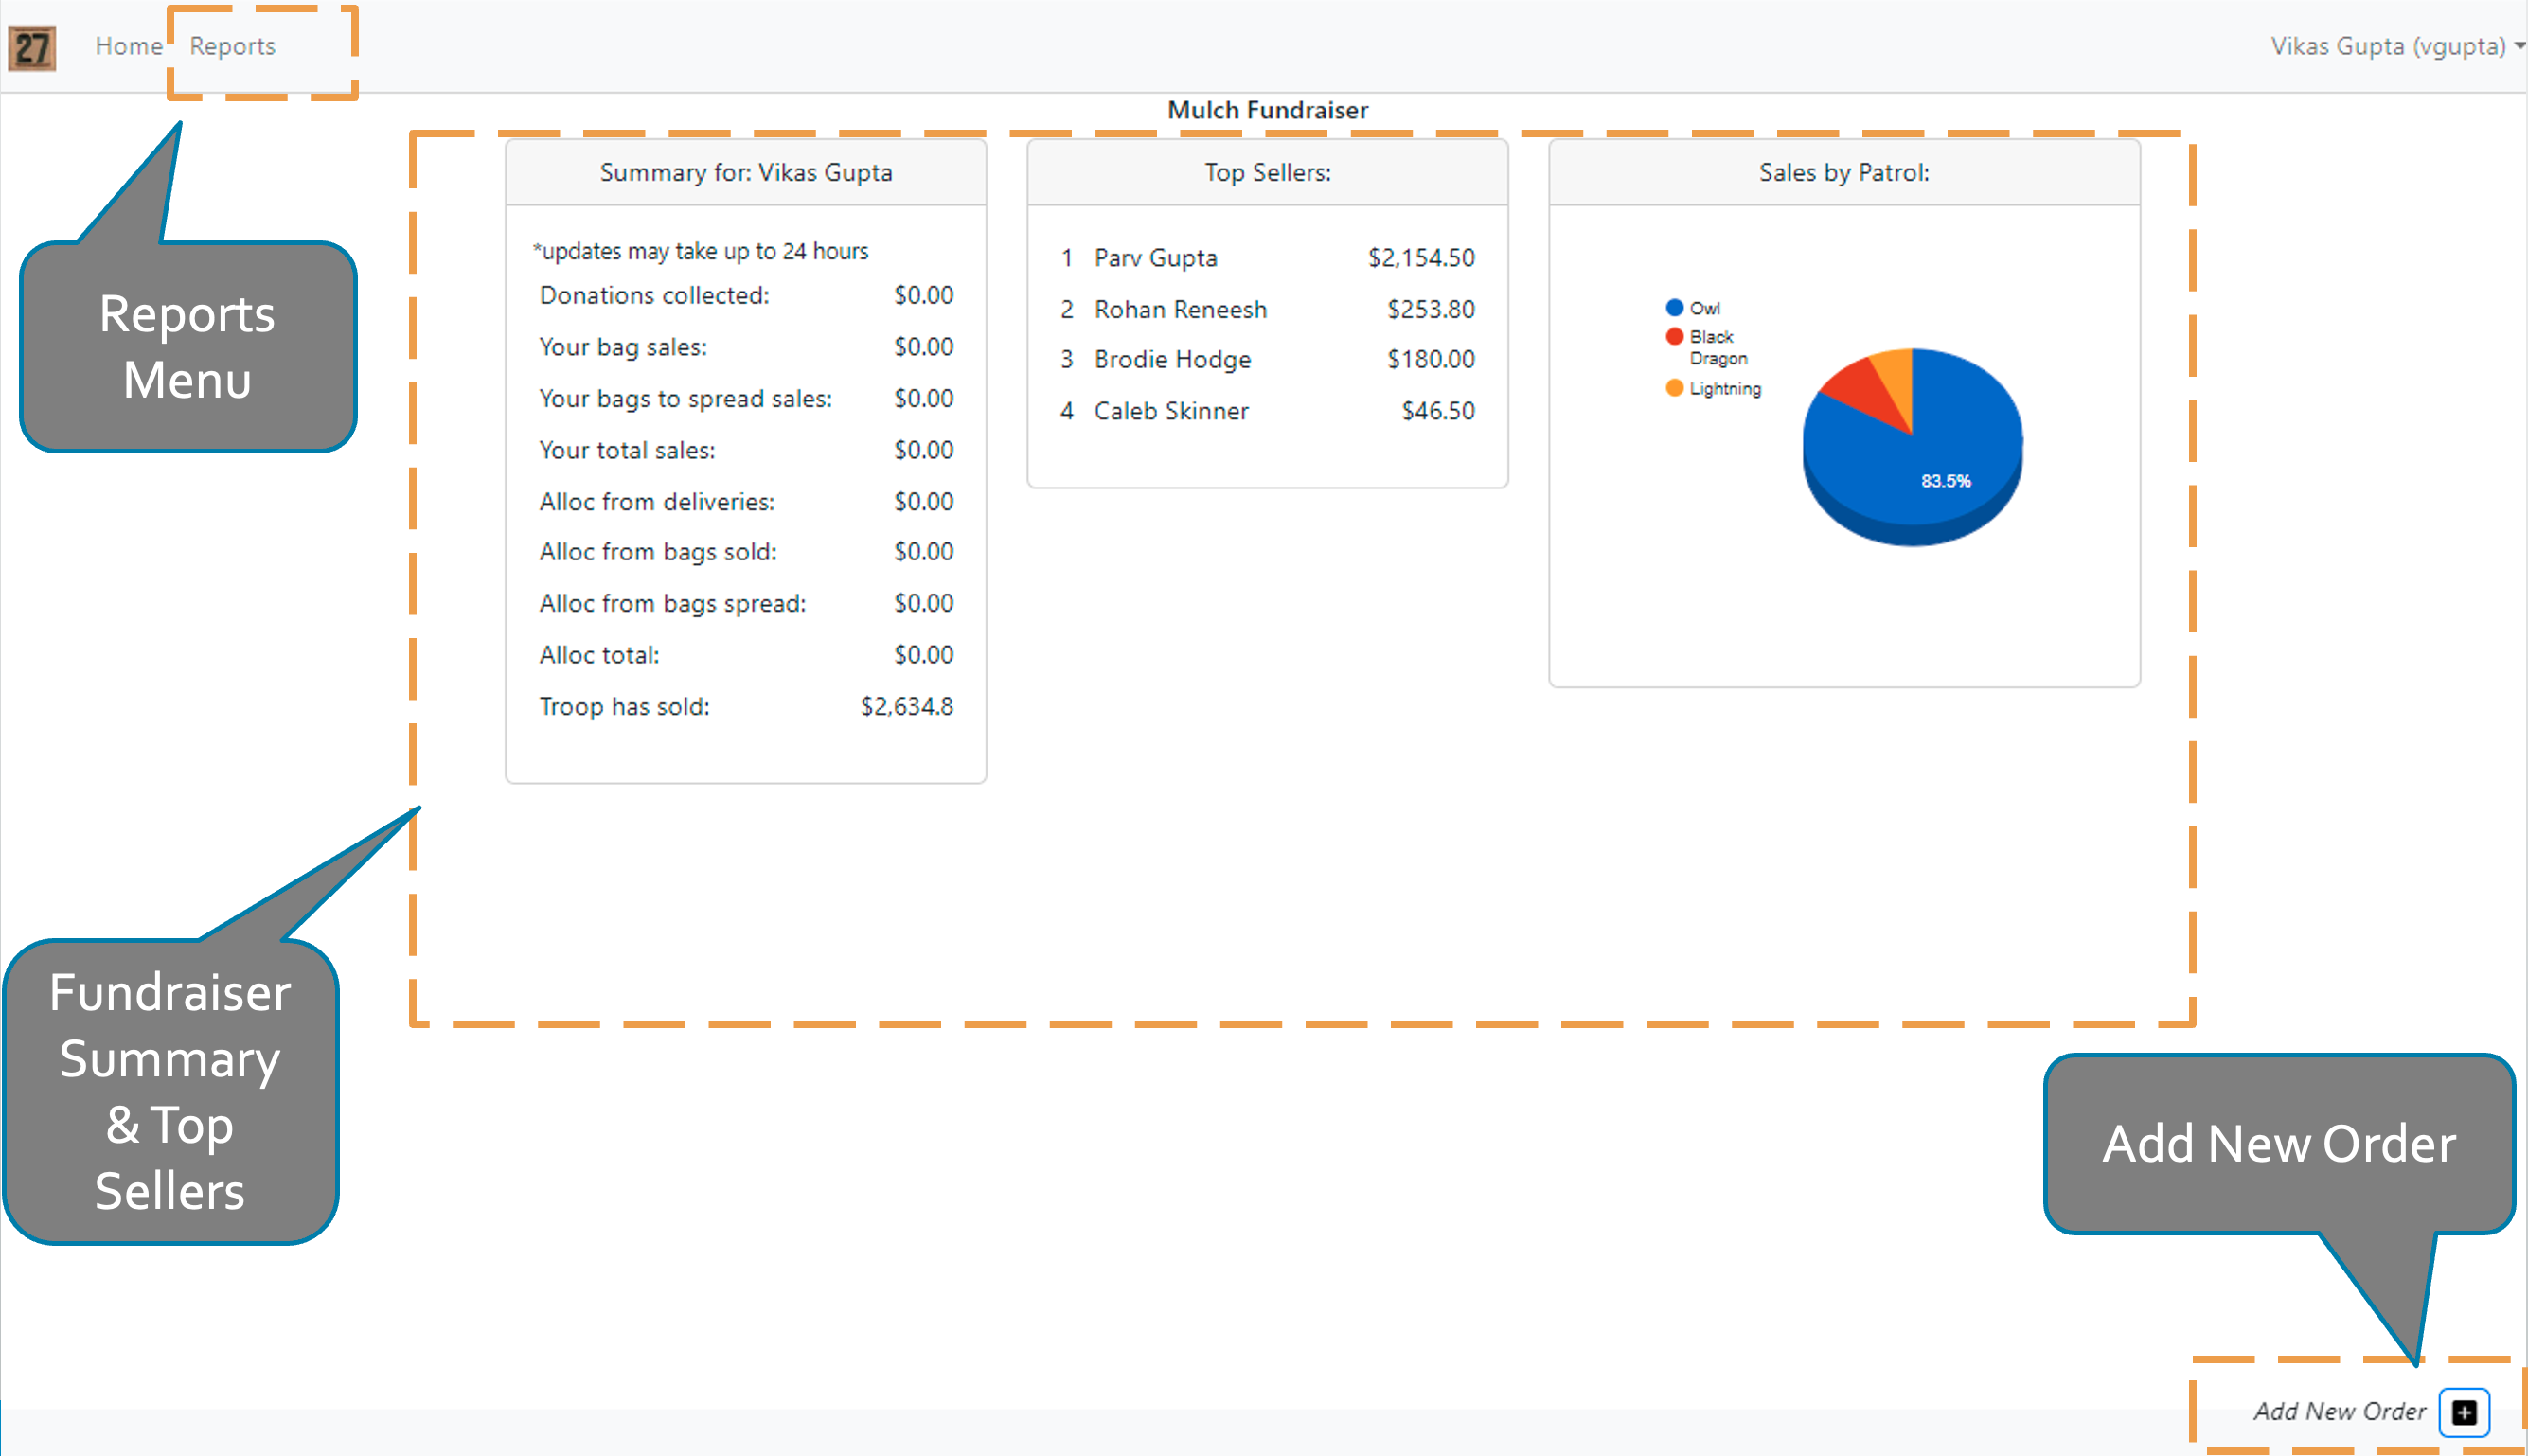 27
Home
Reports
Vikas Gupta (vgupta)
Mulch Fundraiser
Summary for: Vikas Gupta
*updates may take up to 24 hours
Donations collected: $0.00
Your bag sales: $0.00
Your bags to spread sales: $0.00
Your total sales: $0.00
Alloc from deliveries: $0.00
Alloc from bags sold: $0.00
Alloc from bags spread: $0.00
Alloc total: $0.00
Troop has sold: $2,634.8
Top Sellers:
1 Parv Gupta $2,154.50
2 Rohan Reneesh $253.80
3 Brodie Hodge $180.00
4 Caleb Skinner $46.50
Sales by Patrol:
Owl
Black
Dragon
Lightning
83.5%
Reports
Menu
Fundraiser
Summary
& Top
Sellers
Add New Order
Add New Order